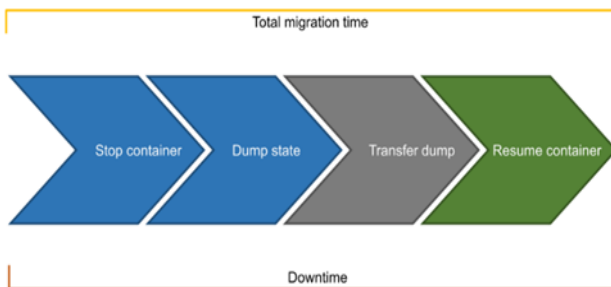 Total migration time
Stop container
Dump state
Transfer dump
Resume container
Downtime